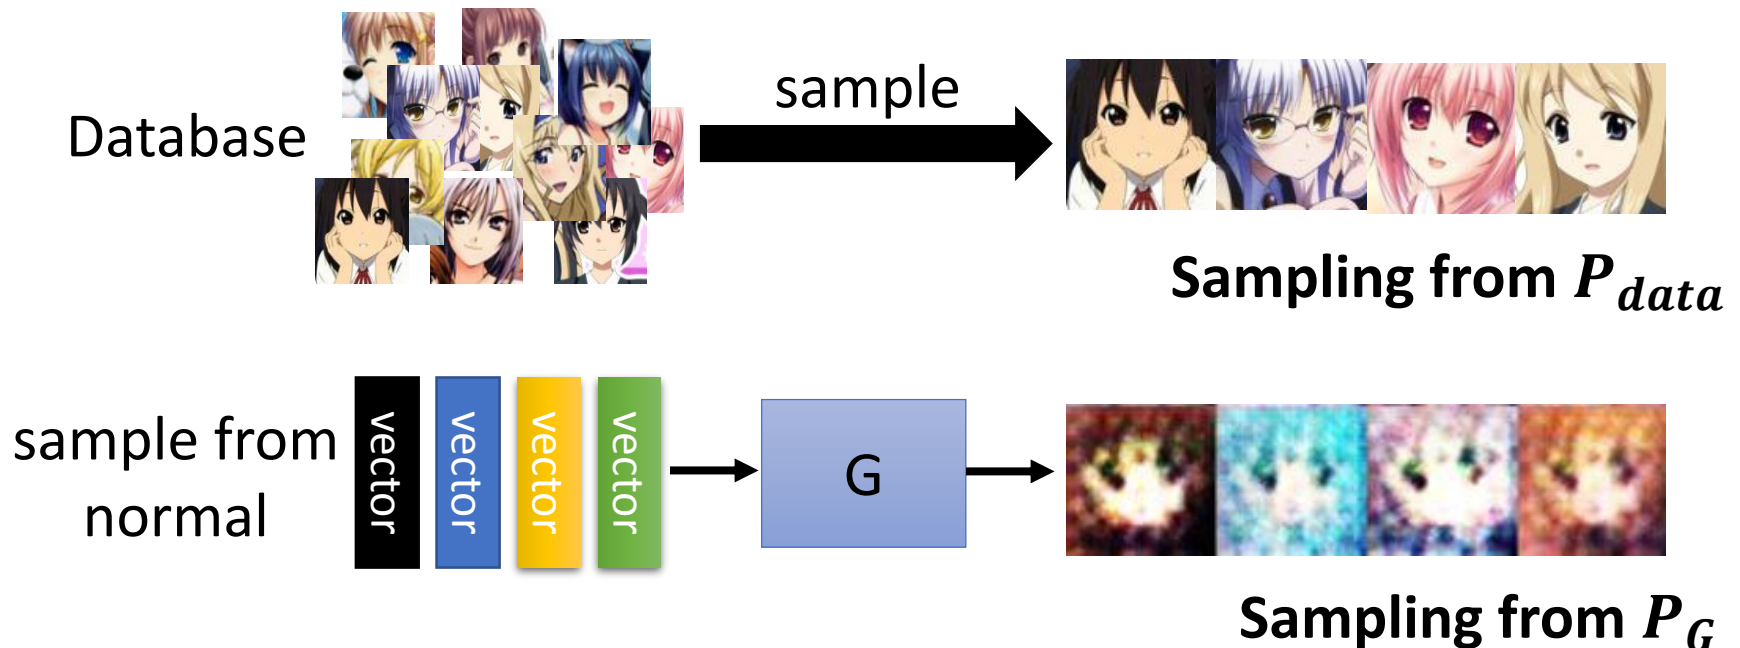 Database
sample
Sampling from P_data
sample from
normal
vector
vector
vector
vector
G
Sampling from P_G